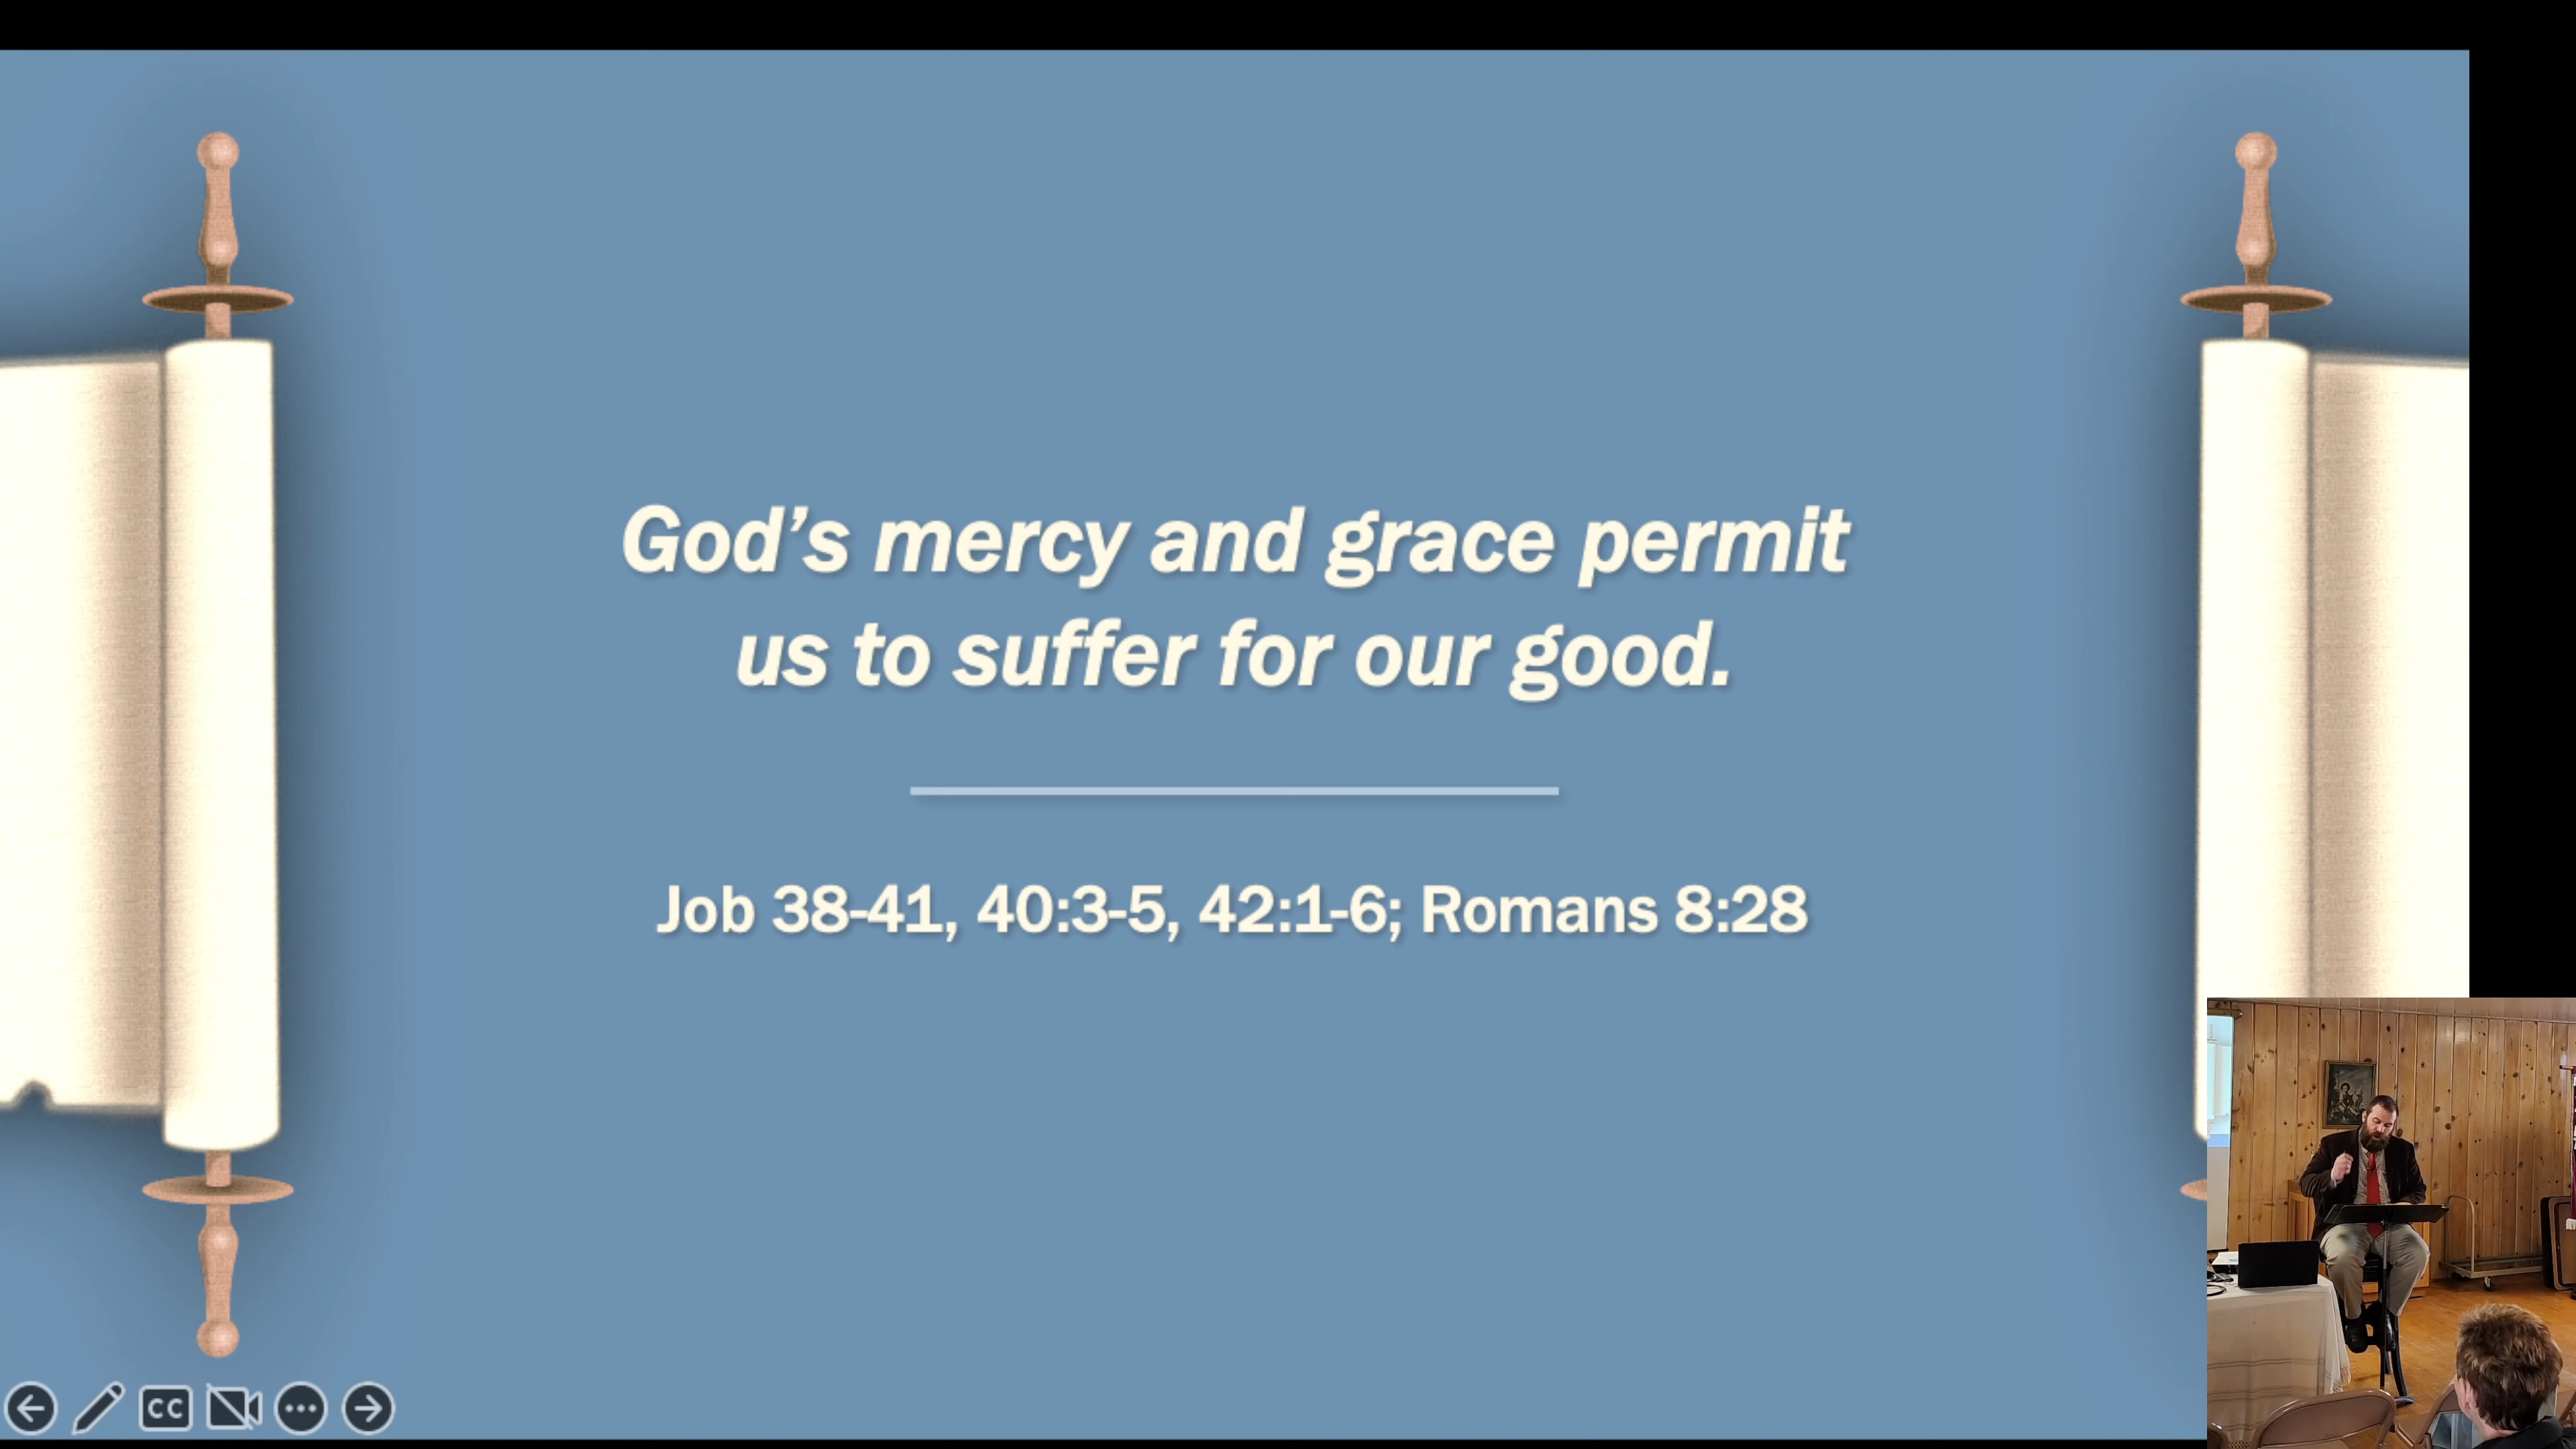 God's mercy and grace permit
us to suffer for our good.
Job 38-41, 40:3-5, 42:1-6; Romans 8:28
CC